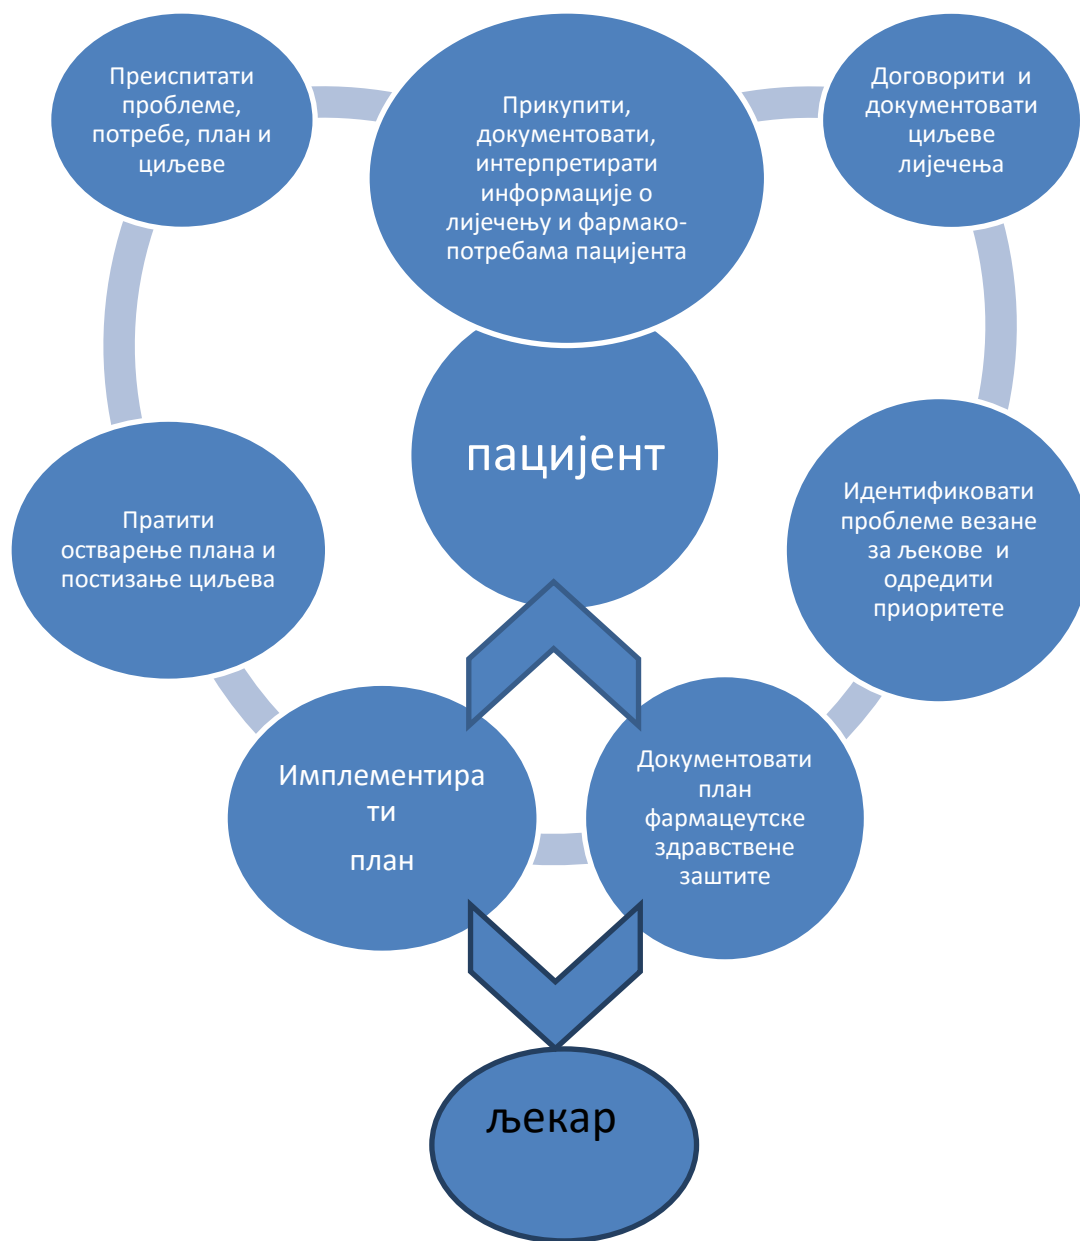 Преиспитати
проблеме,
потребе, план и
циљеве
Прикупити,
документовати,
интерпретирати
информације о
лијечењу и фармако-
потребама пацијента
Договорити и
документовати
циљеве
лијечења
пацијент
Идентификовати
проблеме везане
за љекове и
одредити
приоритете
Пратити
остварење плана и
постизање циљева
Имплементира
ти
план
Документовати
план
фармацеутске
здравствене
заштите
љекар